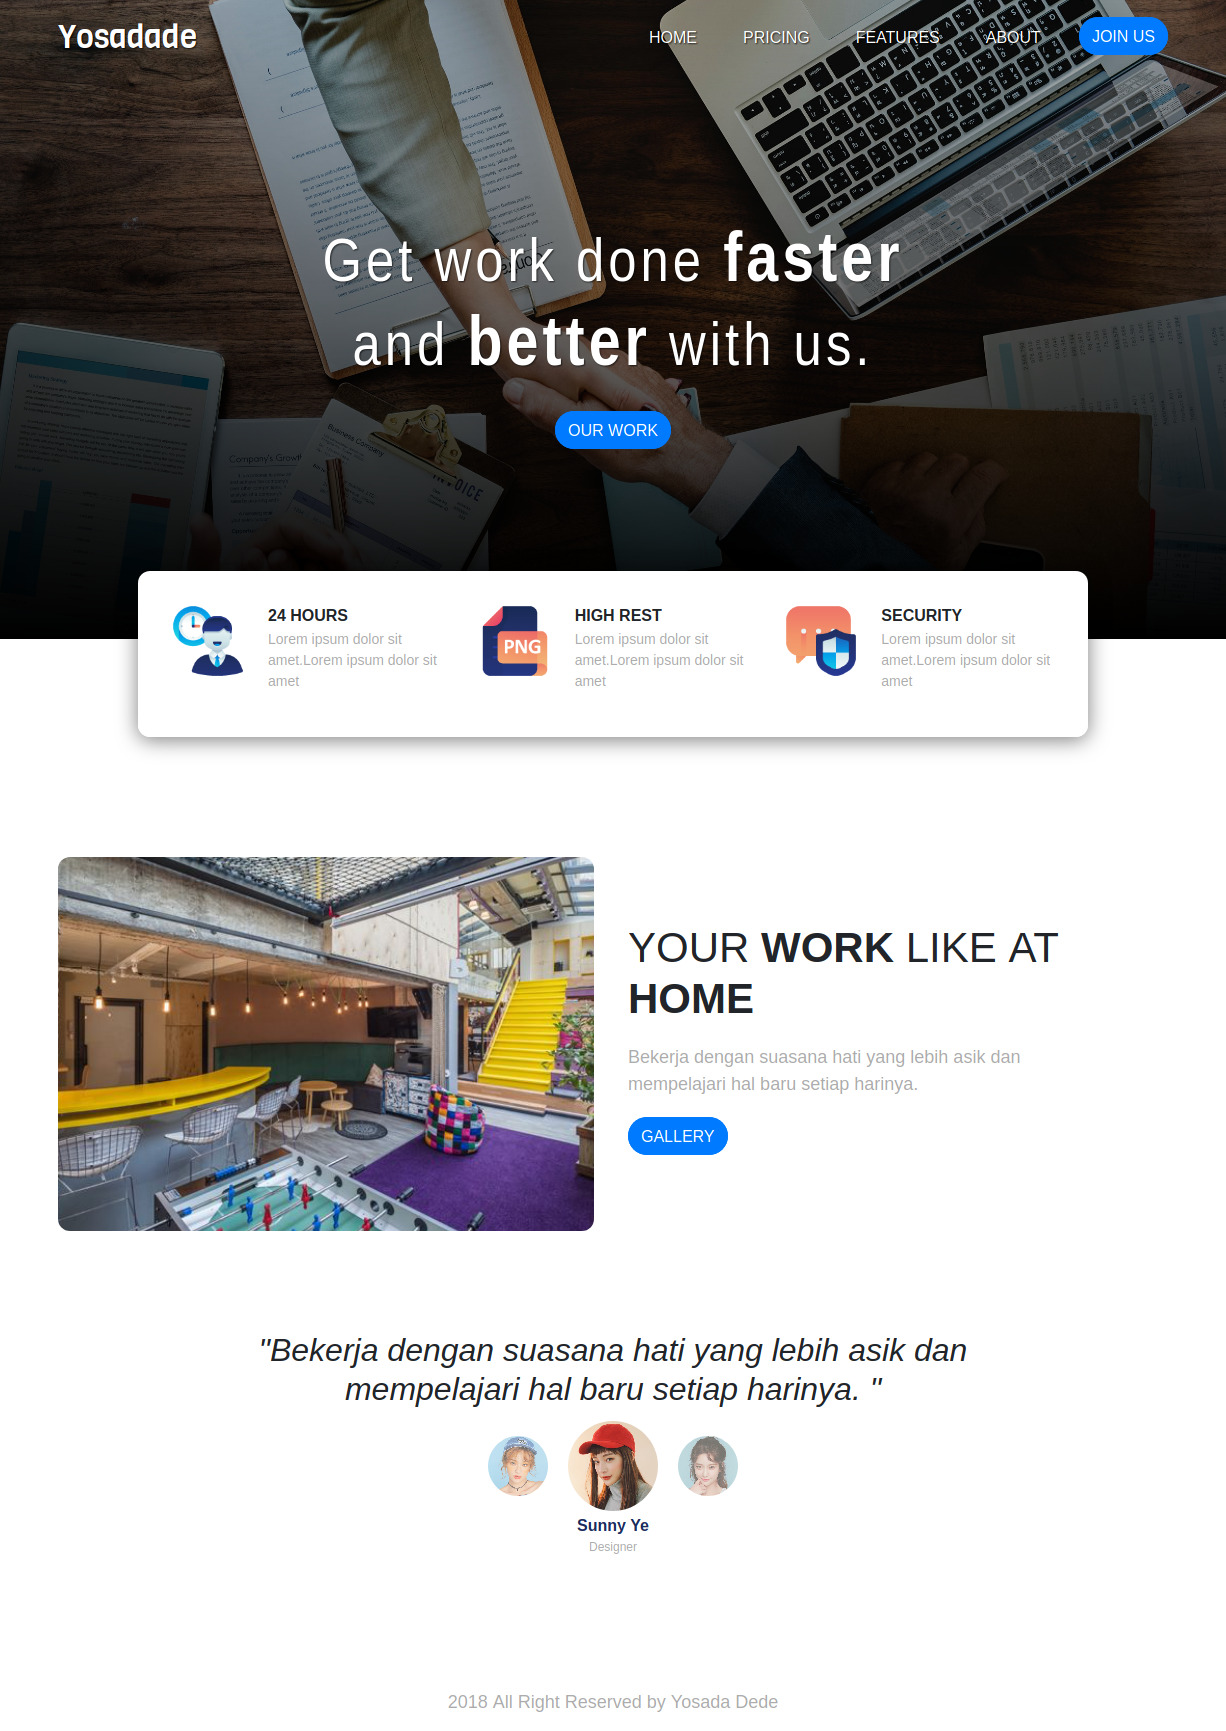 Yosadade
HOME
PRICING
FEATURES
ABOUT
JOIN US
Get work done faster
and better with us.
OUR WORK
Business Company
Company's Growth
24 HOURS
Lorem ipsum dolor sit
amet.Lorem ipsum dolor sit
amet
PNG
HIGH REST
Lorem ipsum dolor sit
amet.Lorem ipsum dolor sit
amet
SECURITY
Lorem ipsum dolor sit
amet.Lorem ipsum dolor sit
amet
YOUR WORK LIKE AT
HOME
Bekerja dengan suasana hati yang lebih asik dan
mempelajari hal baru setiap harinya.
GALLERY
"Bekerja dengan suasana hati yang lebih asik dan
mempelajari hal baru setiap harinya. "
Sunny Ye
Designer
2018 All Right Reserved by Yosada Dede